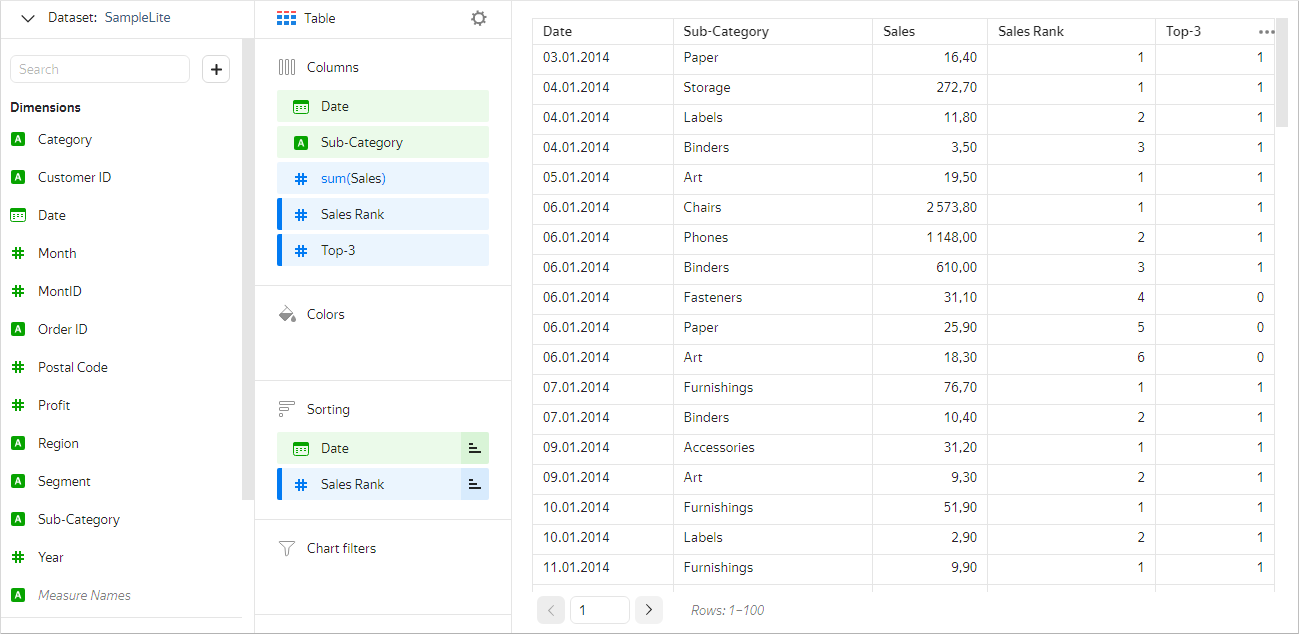 Dataset: SampleLite
Search
Dimensions
Category
Customer ID
Date
Month
MontID
Order ID
Postal Code
Profit
Region
Segment
Sub-Category
Year
Measure Names
Table
Columns
Date
Sub-Category
sum(Sales)
Sales Rank
Top-3
Colors
Sorting
Date
Sales Rank
Chart filters
Date Sub-Category Sales Sales Rank Top-3
03.01.2014 Paper 16,40 1 1
04.01.2014 Storage 272,70 1 1
04.01.2014 Labels 11,80 2 1
04.01.2014 Binders 3,50 3 1
05.01.2014 Art 19,50 1 1
06.01.2014 Chairs 2 573,80 1 1
06.01.2014 Phones 1 148,00 2 1
06.01.2014 Binders 610,00 3 1
06.01.2014 Fasteners 31,10 4 0
06.01.2014 Paper 25,90 5 0
06.01.2014 Art 18,30 6 0
07.01.2014 Furnishings 76,70 1 1
07.01.2014 Binders 10,40 2 1
09.01.2014 Accessories 31,20 1 1
09.01.2014 Art 9,30 2 1
10.01.2014 Furnishings 51,90 1 1
10.01.2014 Labels 2,90 2 1
11.01.2014 Furnishings 9,90 1 1
1 Rows: 1–100